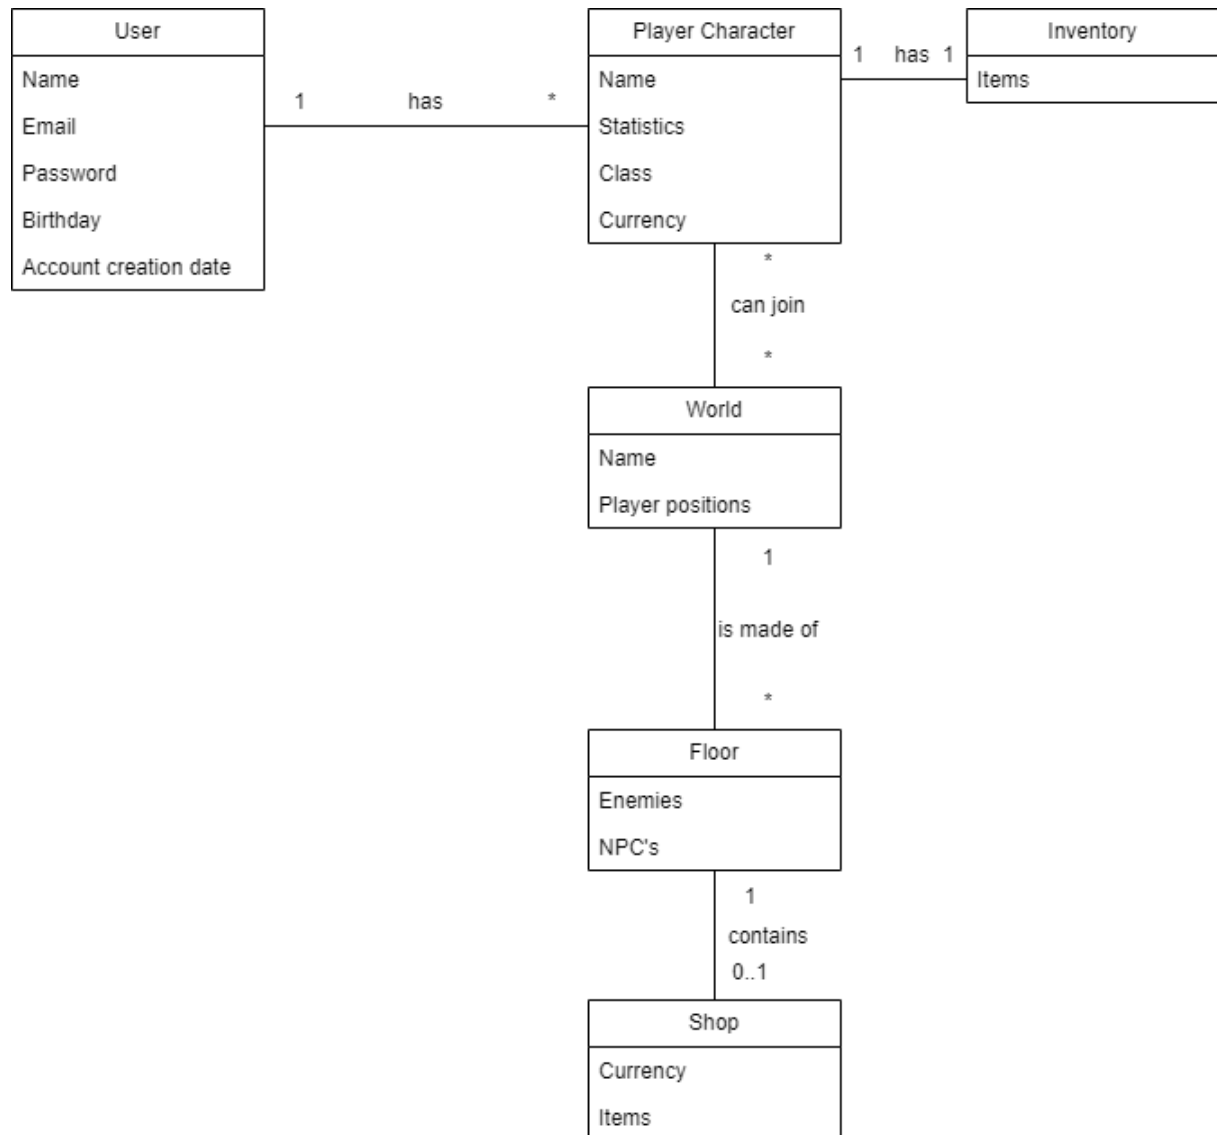 User
Name
Email
Password
Birthday
Account creation date
1 has *
Player Character
Name
Statistics
Class
Currency
1 has 1
Inventory
Items
*
can join
*
World
Name
Player positions
1
is made of
*
Floor
Enemies
NPC's
1
contains
0..1
Shop
Currency
Items